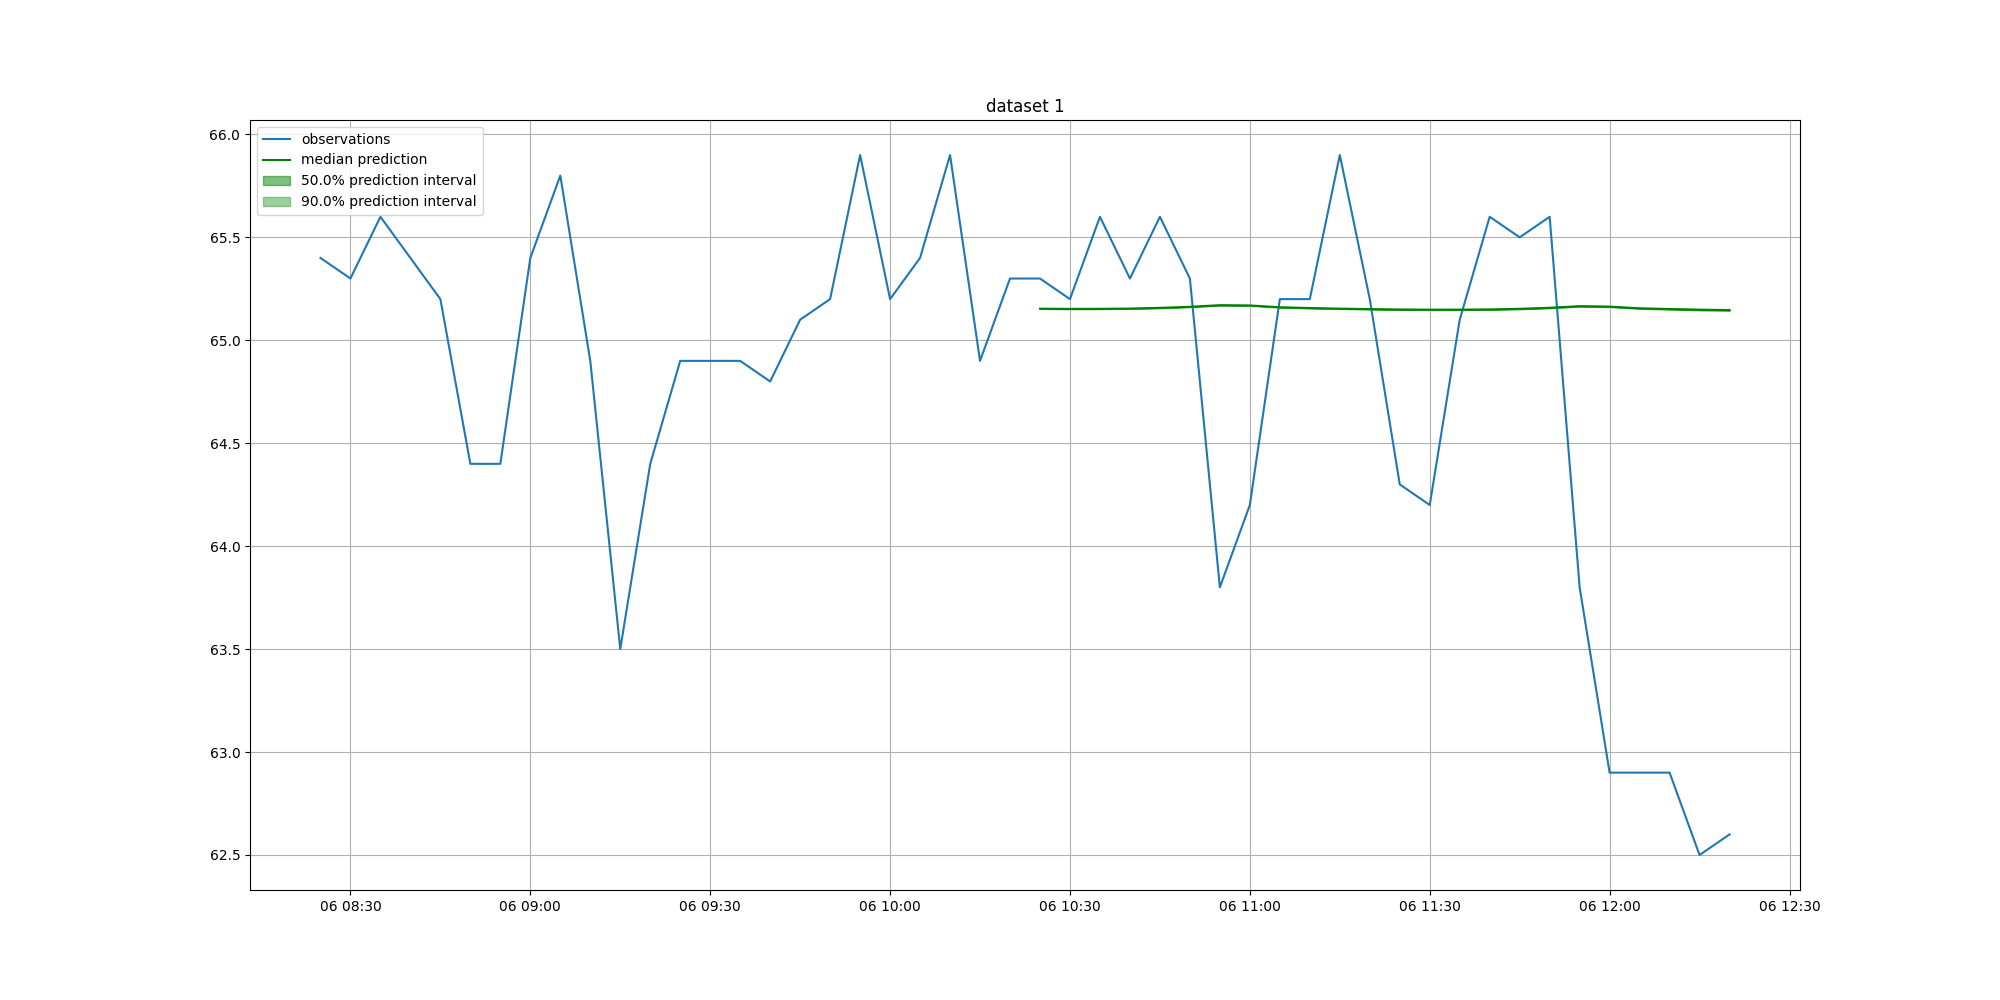 dataset 1
66.0
65.5
65.0
64.5
64.0
63.5
63.0
62.5
observations
median prediction
50.0% prediction interval
90.0% prediction interval
06 08:30 06 09:00 06 09:30 06 10:00 06 10:30 06 11:00 06 11:30 06 12:00 06 12:30